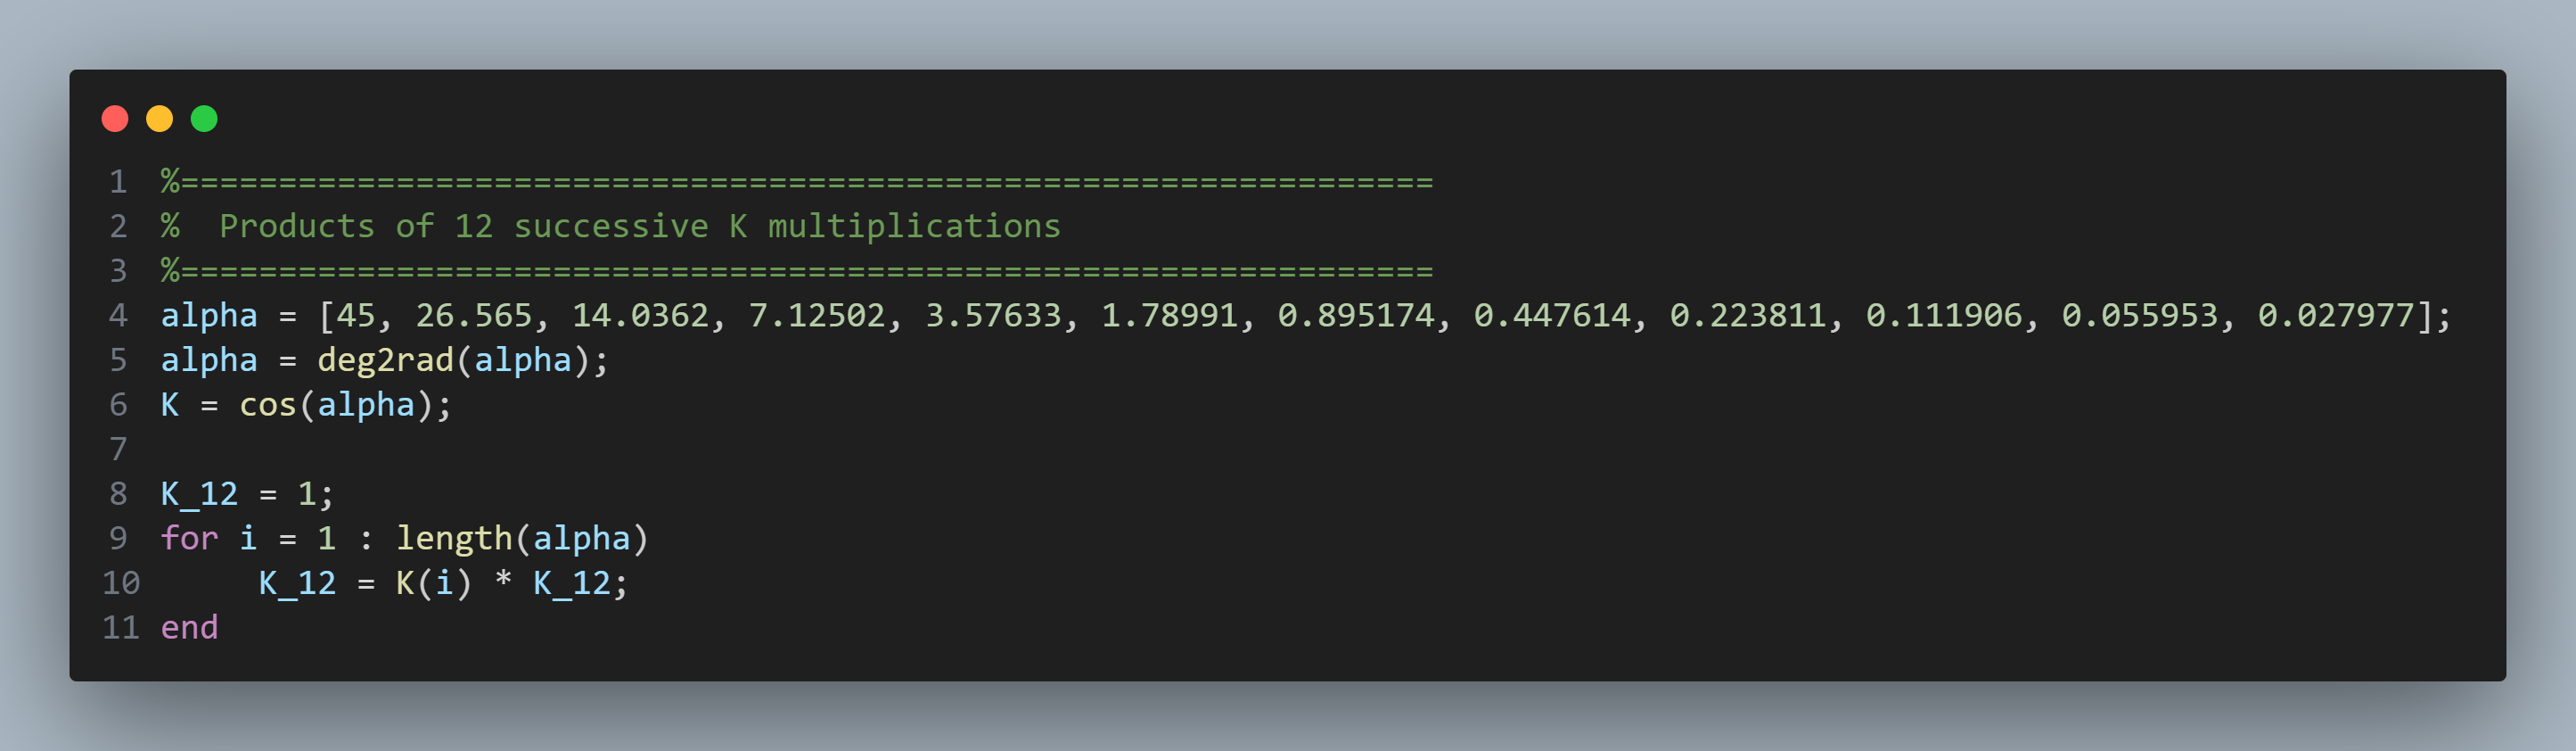 1 %================================================================
2 %  Products of 12 successive K multiplications
3 %================================================================
4 alpha = [45, 26.565, 14.0362, 7.12502, 3.57633, 1.78991, 0.895174, 0.447614, 0.223811, 0.111906, 0.055953, 0.027977];
5 alpha = deg2rad(alpha);
6 K = cos(alpha);
7
8 K_12 = 1;
9 for i = 1 : length(alpha)
10      K_12 = K(i) * K_12;
11 end